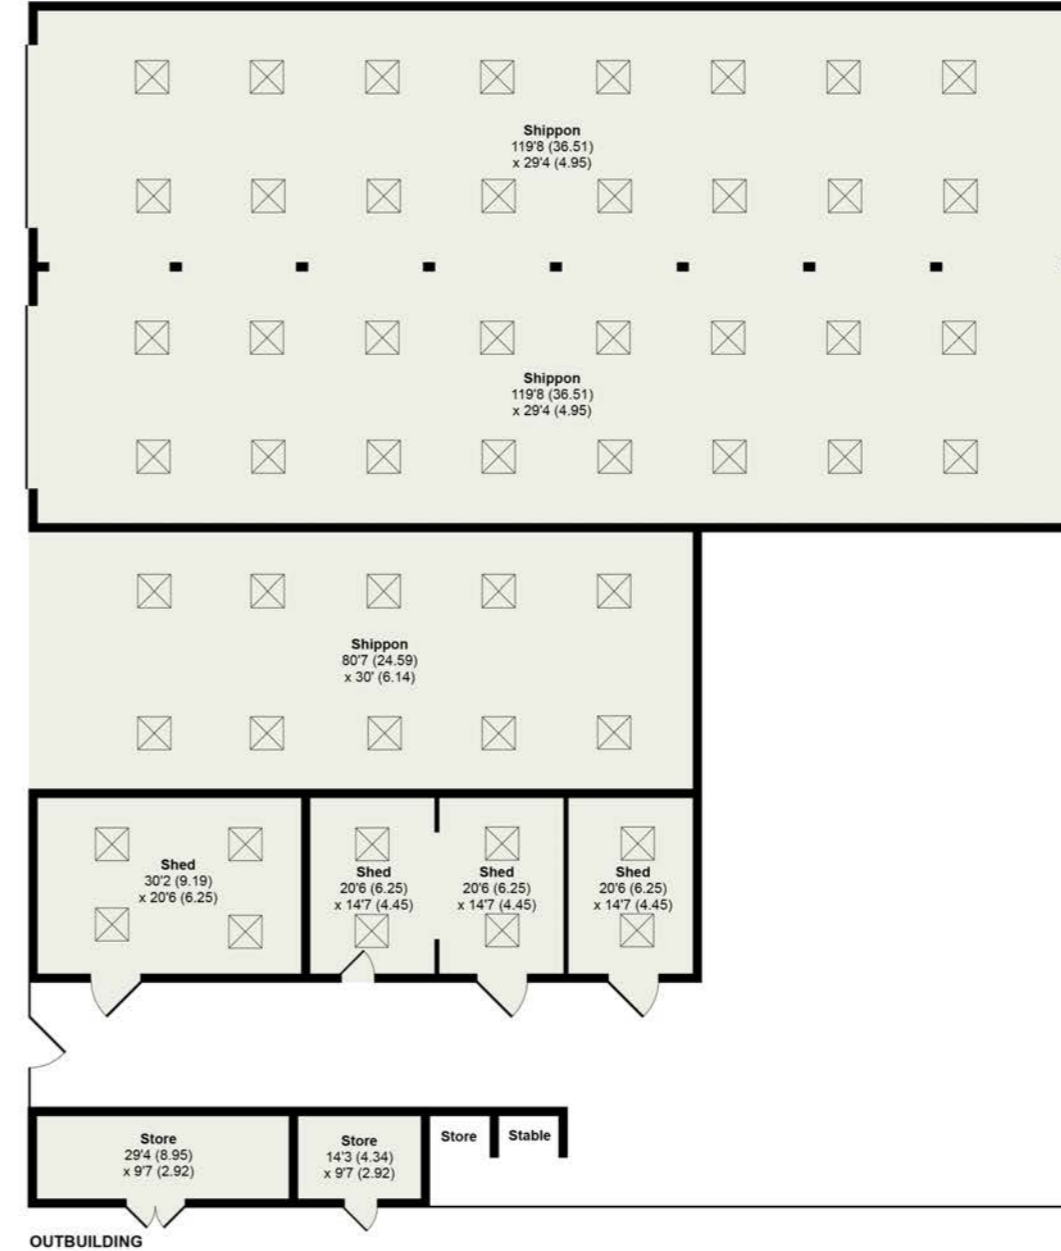 Shippon
119'8 (36.51)
x 29'4 (4.95)
Shippon
119'8 (36.51)
x 29'4 (4.95)
Shippon
80'7 (24.59)
x 30' (6.14)
Shed
30'2 (9.19)
x 20'6 (6.25)
Shed
20'6 (6.25)
x 14'7 (4.45)
Shed
20'6 (6.25)
x 14'7 (4.45)
Shed
20'6 (6.25)
x 14'7 (4.45)
Store
29'4 (8.95)
x 9'7 (2.92)
Store
14'3 (4.34)
x 9'7 (2.92)
Store
Stable
OUTBUILDING